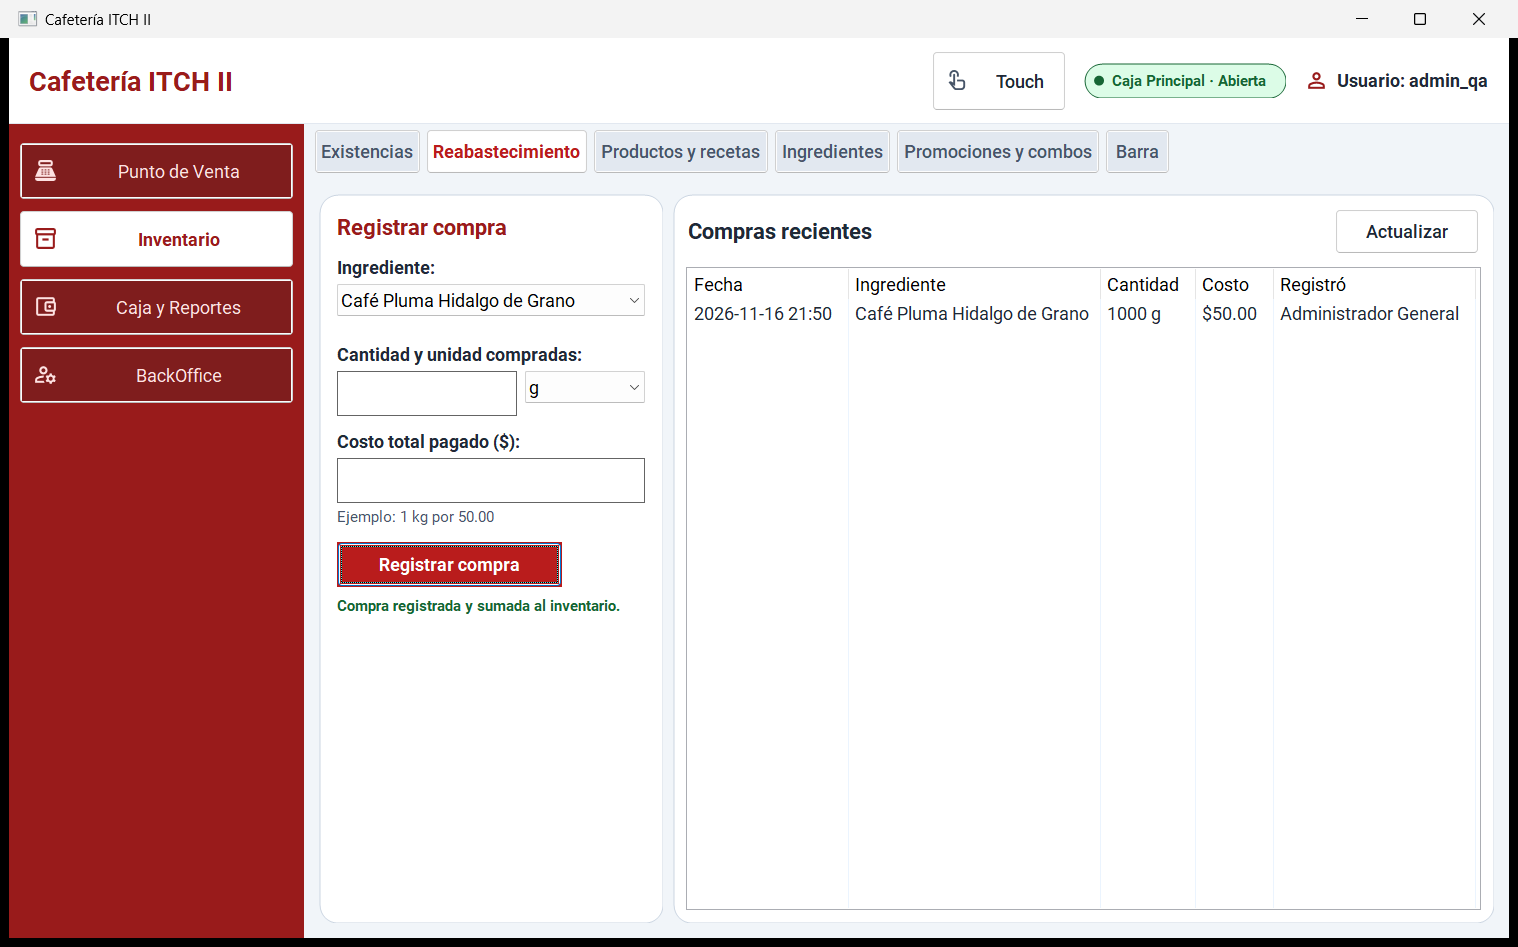 Cafetería ITCH II
Cafetería ITCH II
Touch
Caja Principal · Abierta
Usuario: admin_qa
Punto de Venta
Inventario
Caja y Reportes
BackOffice
Existencias
Reabastecimiento
Productos y recetas
Ingredientes
Promociones y combos
Barra
Registrar compra
Ingrediente:
Café Pluma Hidalgo de Grano
Cantidad y unidad compradas:
g
Costo total pagado ($):
Ejemplo: 1 kg por 50.00
Registrar compra
Compra registrada y sumada al inventario.
Compras recientes
Actualizar
Fecha Ingrediente Cantidad Costo Registró
2026-11-16 21:50 Café Pluma Hidalgo de Grano 1000 g $50.00 Administrador General